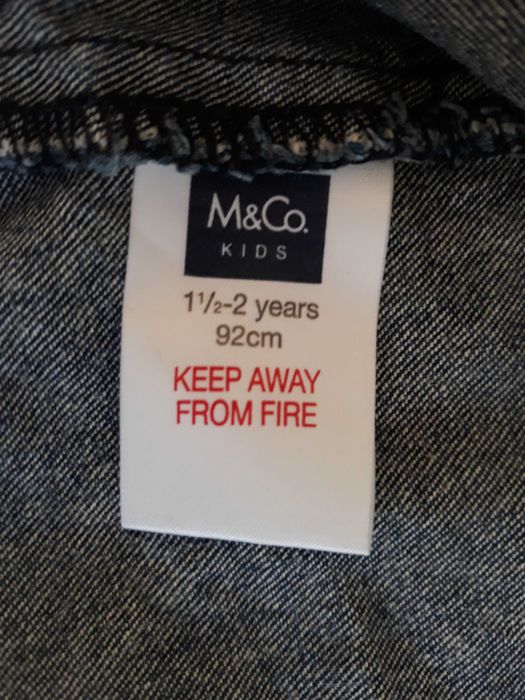 M&Co.
KIDS
1½-2 years
92cm
KEEP AWAY
FROM FIRE